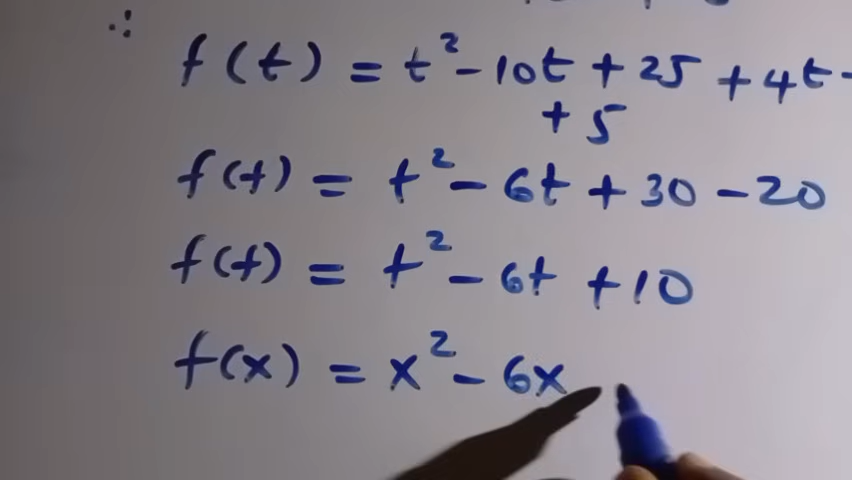 ∴
f(t) = t² - 10t + 25 + 4t -
+ 5
f(t) = t² - 6t + 30 - 20
f(t) = t² - 6t + 10
f(x) = x² - 6x